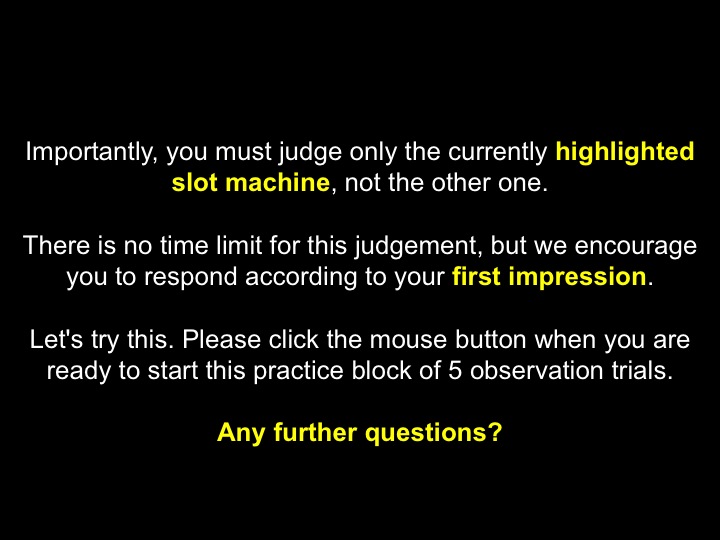 Importantly, you must judge only the currently highlighted
slot machine, not the other one.
There is no time limit for this judgement, but we encourage
you to respond according to your first impression.
Let's try this. Please click the mouse button when you are
ready to start this practice block of 5 observation trials.
Any further questions?